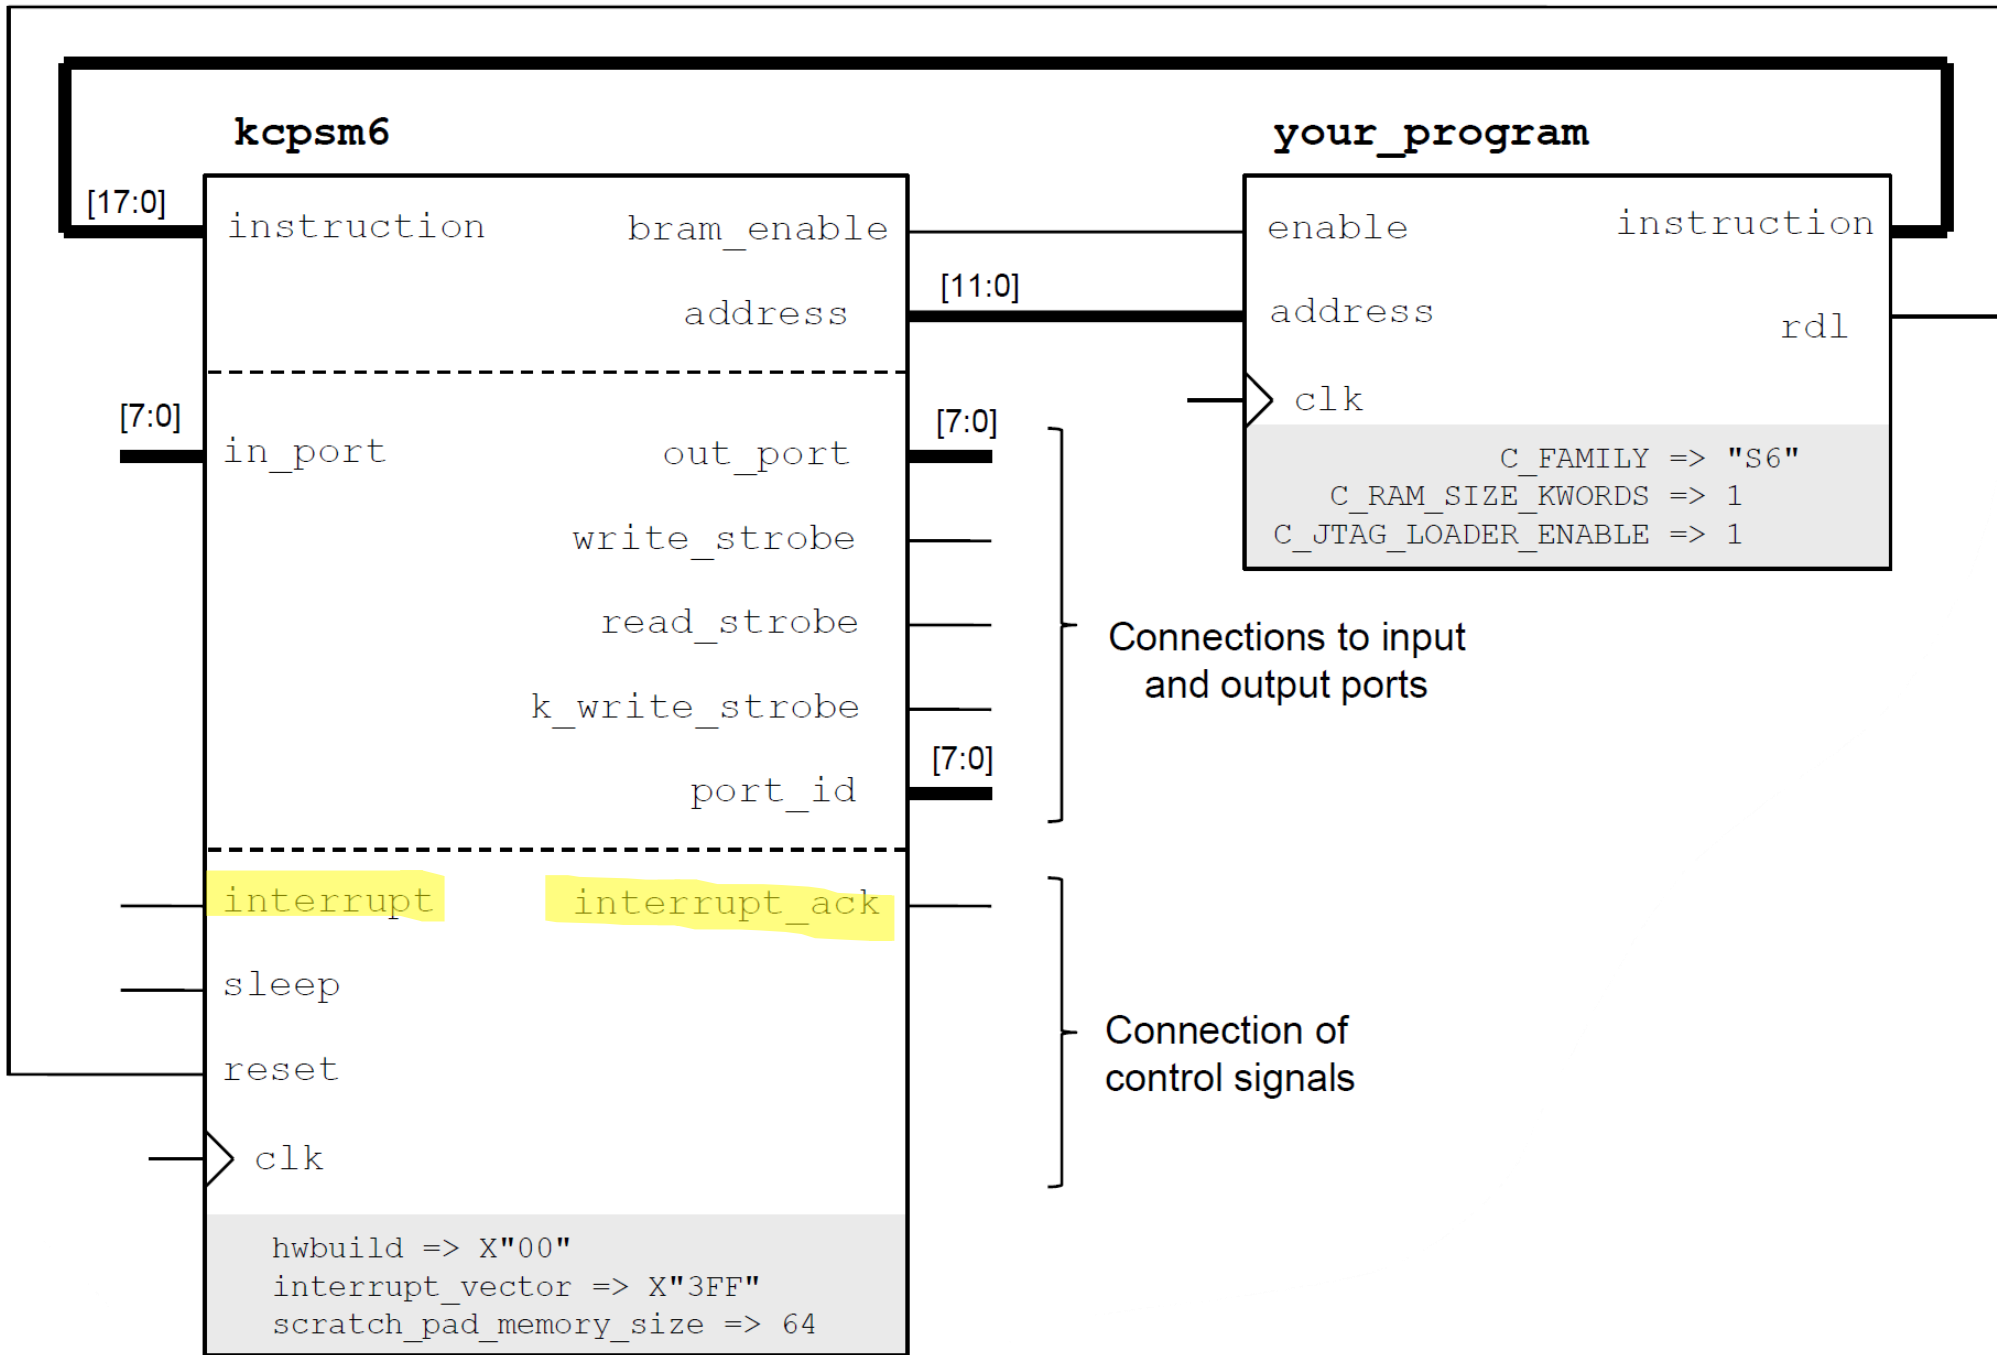 kcpsm6
[17:0]
instruction
bram_enable
[11:0]
address
[7:0]
in_port
[7:0]
out_port
write_strobe
read_strobe
k_write_strobe
[7:0]
port_id
interrupt
interrupt_ack
sleep
reset
clk
hwbuild => X"00"
interrupt_vector => X"3FF"
scratch_pad_memory_size => 64
your_program
enable
instruction
address
rdl
clk
C_FAMILY => "S6"
C_RAM_SIZE_KWORDS => 1
C_JTAG_LOADER_ENABLE => 1
Connections to input
and output ports
Connection of
control signals